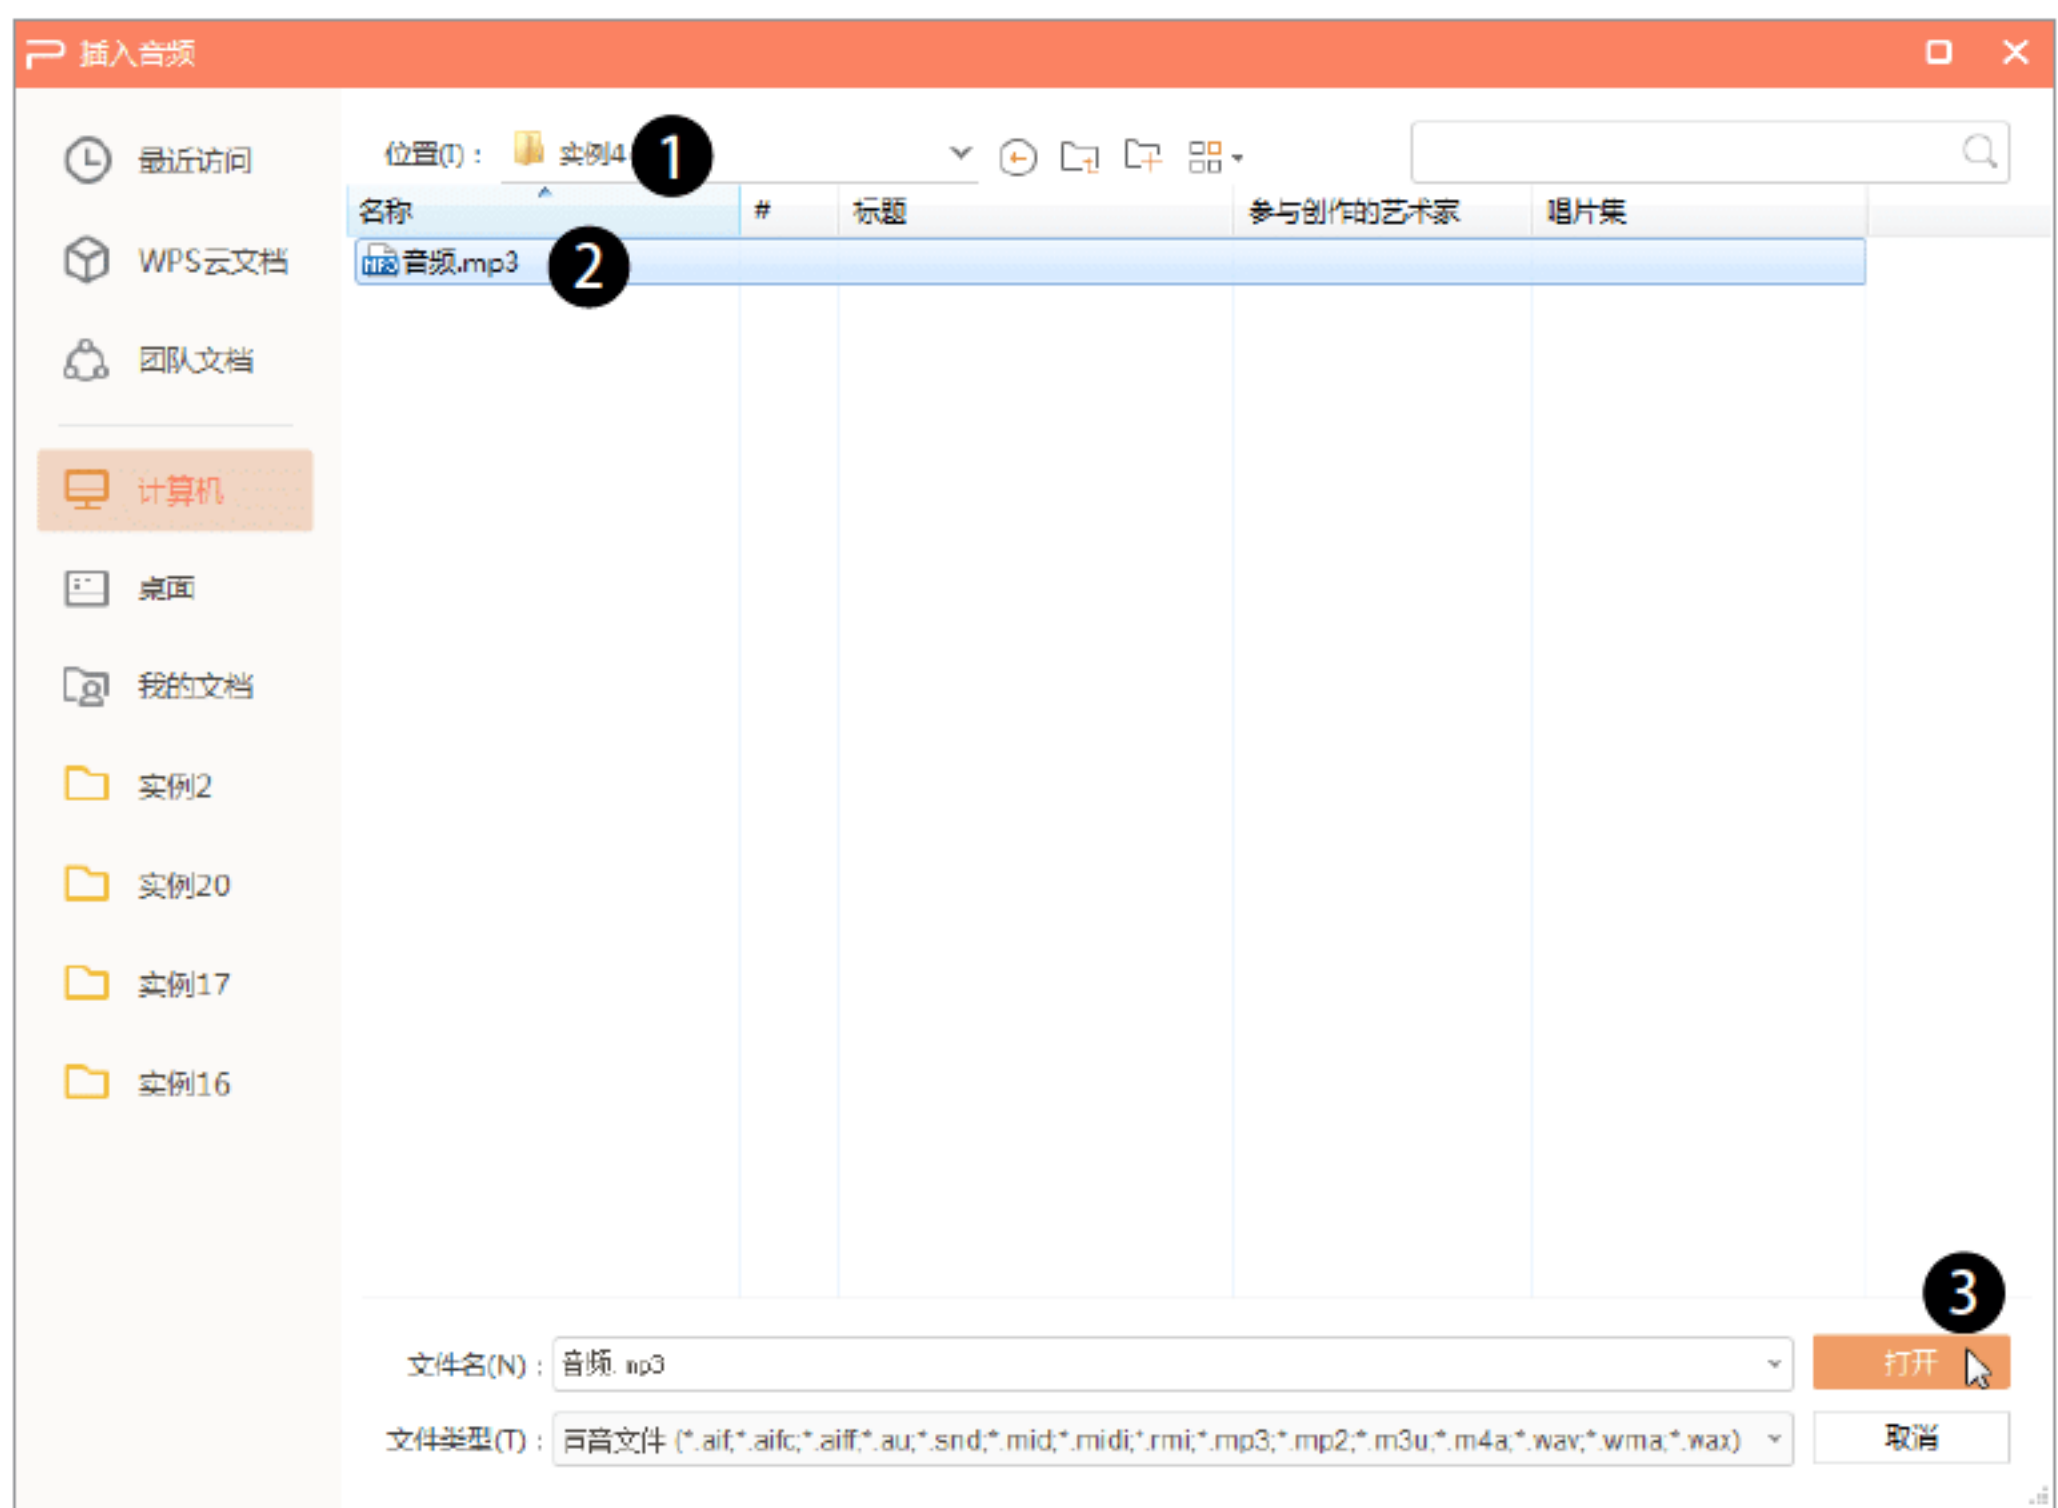 插入音频
最近访问
WPS云文档
团队文档
计算机
桌面
我的文档
实例2
实例20
实例17
实例16
位置(I): 实例4 1
名称 # 标题 参与创作的艺术家 唱片集
音频.mp3 2
3
文件名(N): 音频.mp3 打开
文件类型(T): 声音文件 (*.aif;*.aifc;*.aiff;*.au;*.snd;*.mid;*.midi;*.rmi;*.mp3;*.mp2;*.m3u;*.m4a;*.wav;*.wma;*.wax) 取消